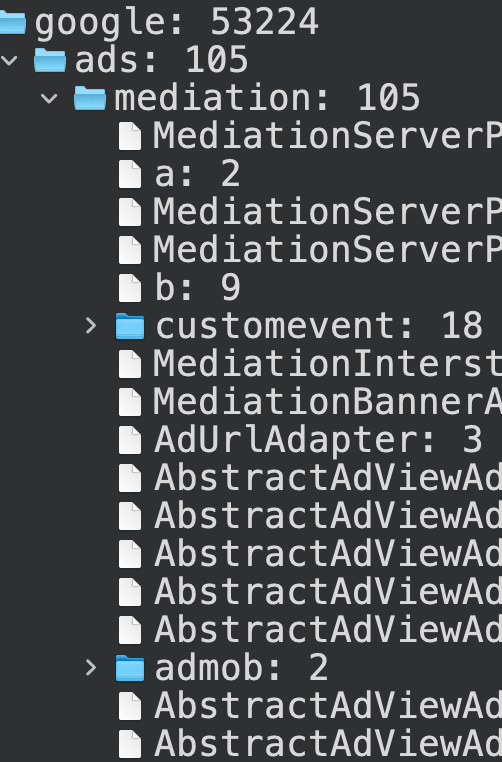 google: 53224
ads: 105
mediation: 105
MediationServerP
a: 2
MediationServerP
MediationServerP
b: 9
customevent: 18
MediationInterst
MediationBannerA
AdUrlAdapter: 3
AbstractAdViewAd
AbstractAdViewAd
AbstractAdViewAd
AbstractAdViewAd
AbstractAdViewAd
admob: 2
AbstractAdViewAd
AbstractAdViewAd